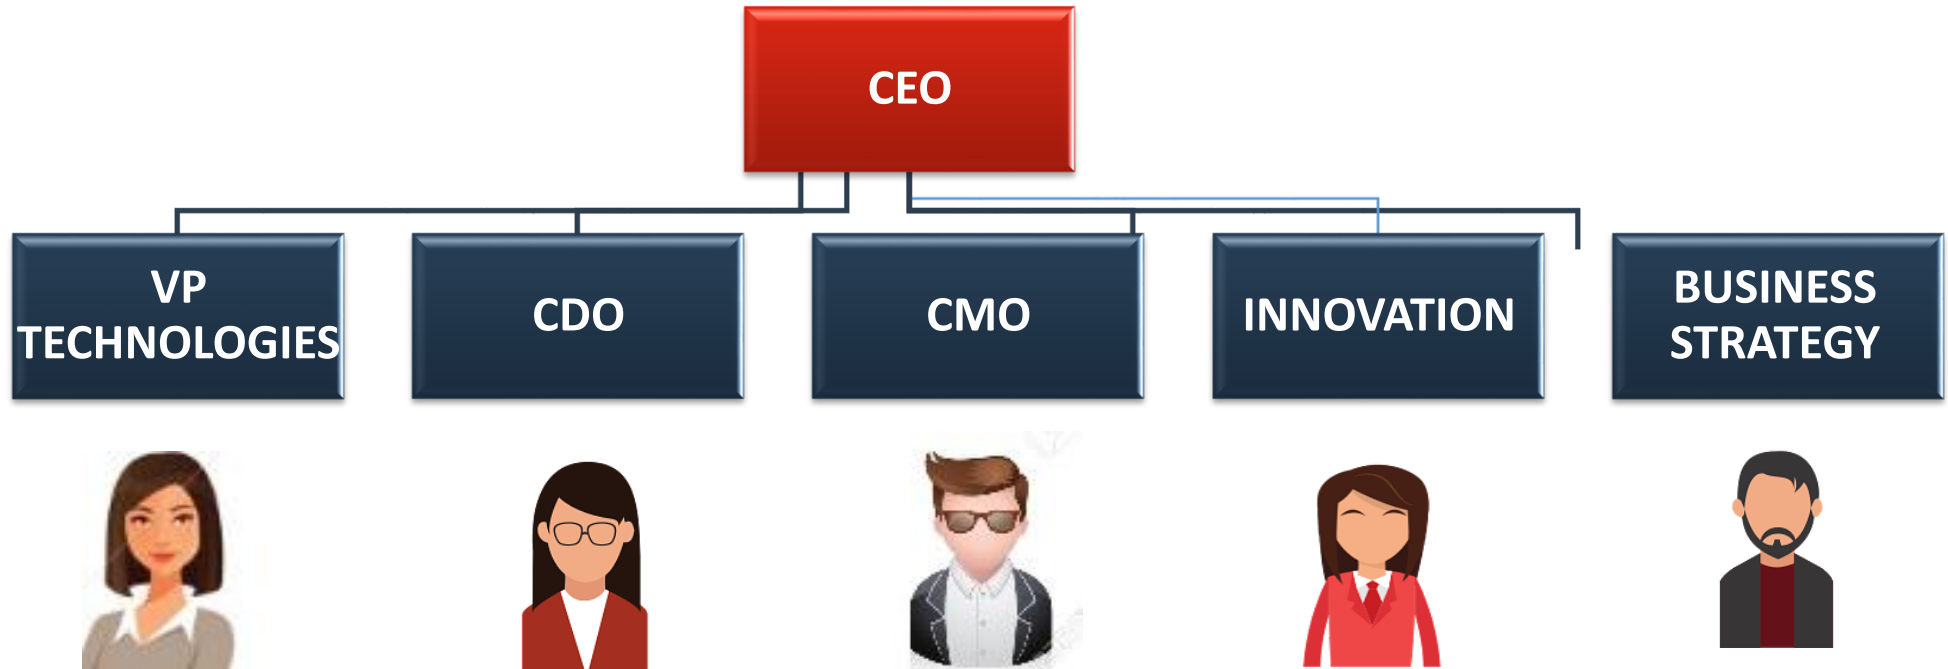 CEO
VP
TECHNOLOGIES
CDO
CMO
INNOVATION
BUSINESS
STRATEGY